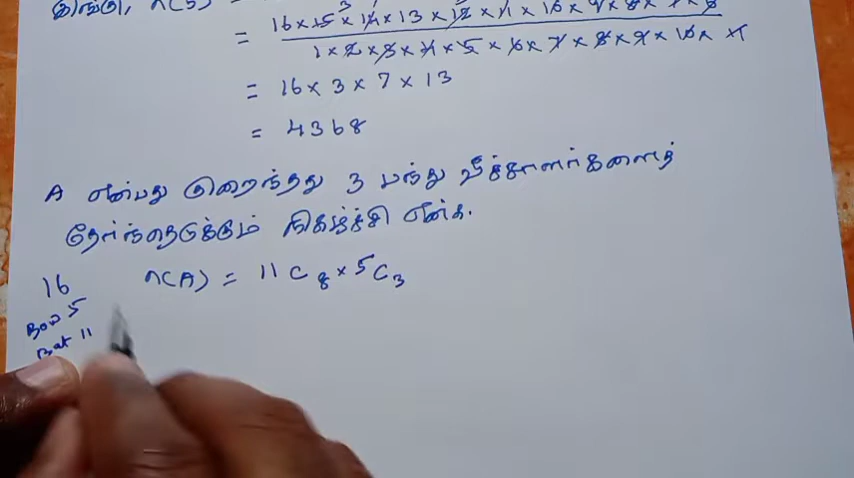 இங்கு, n(S) =
= 16 × 15 × 14 × 13 × 12 × 11 × 10 × 9 × 8 × 7 × 6
1 × 2 × 3 × 4 × 5 × 6 × 7 × 8 × 9 × 10 × 11
= 16 × 3 × 7 × 13
= 4368
A என்பது குறைந்தது 3 பந்து வீச்சாளர்களைத்
தேர்ந்தெடுக்கும் நிகழ்ச்சி என்க.
16 n(A) = 11C8 × 5C3
Bow 5
Bat 11